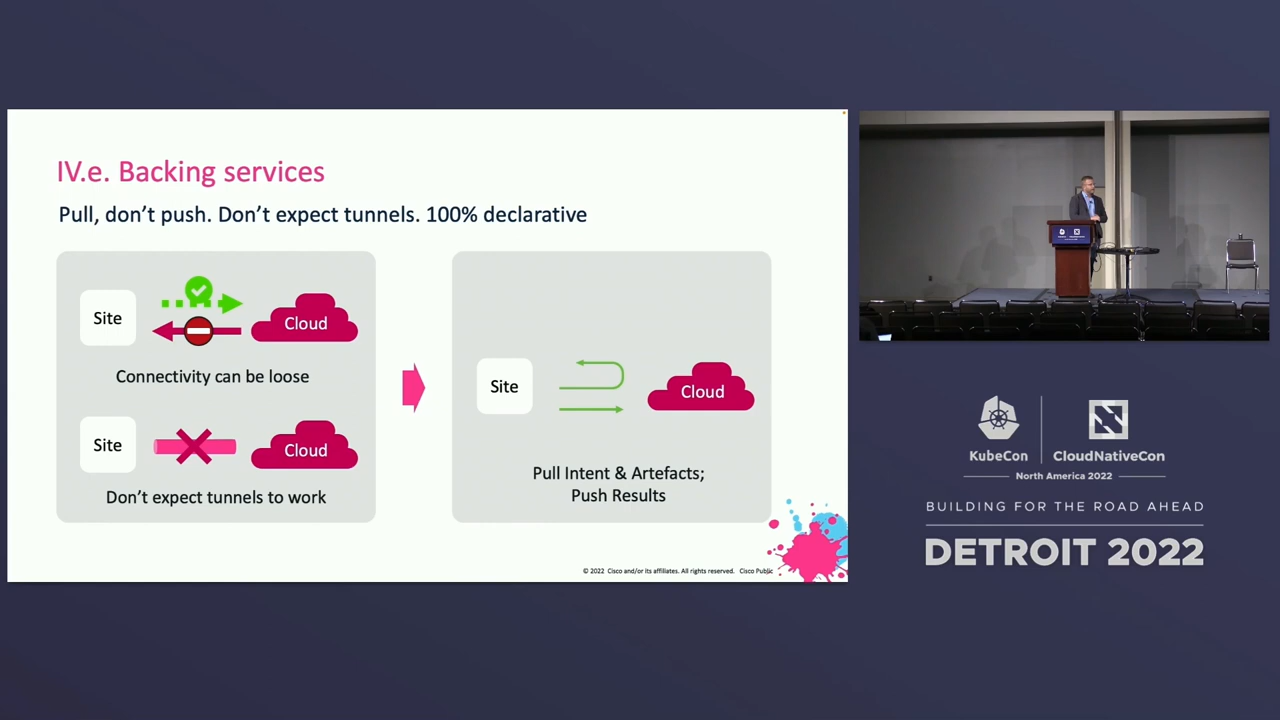 IV.e. Backing services
Pull, don't push. Don't expect tunnels. 100% declarative
Site
Cloud
Connectivity can be loose
Site
Cloud
Don't expect tunnels to work
Site
Cloud
Pull Intent & Artefacts;
Push Results
© 2022 Cisco and/or its affiliates. All rights reserved. Cisco Public
KubeCon
CloudNativeCon
North America 2022
BUILDING FOR THE ROAD AHEAD
DETROIT 2022